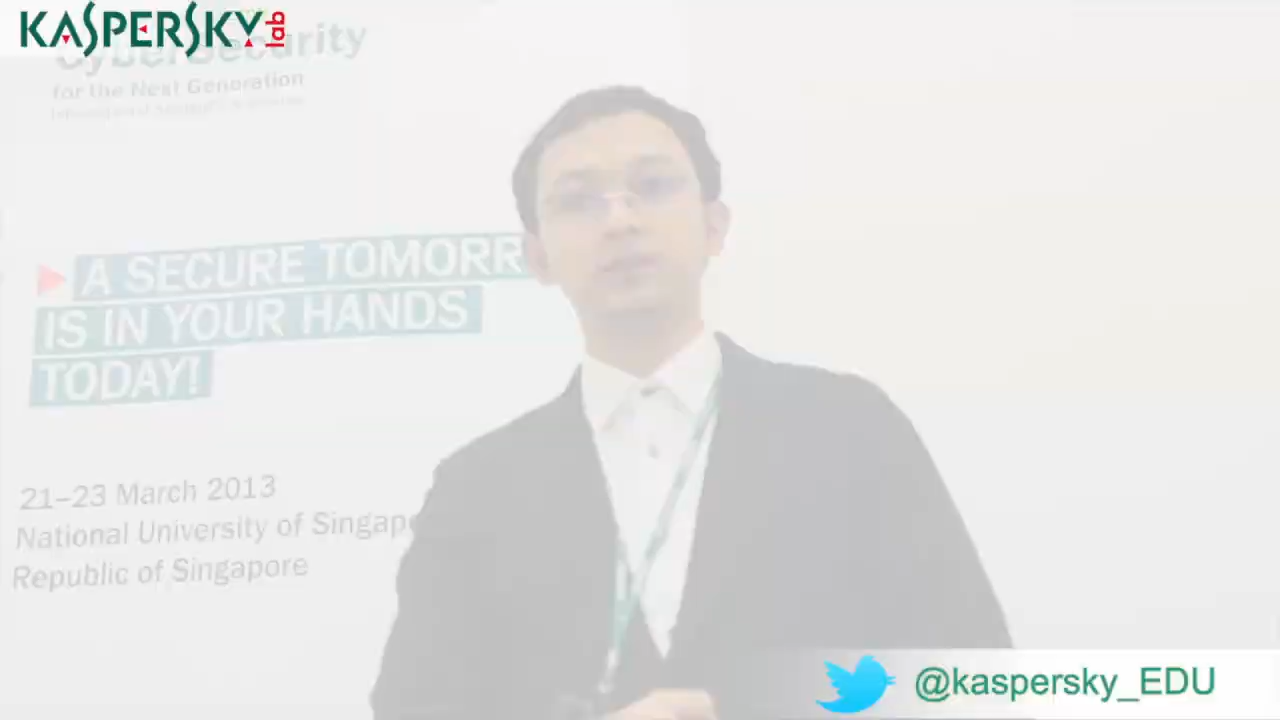 KASPERSKY lab
CyberSecurity
for the Next Generation
A SECURE TOMORR
IS IN YOUR HANDS
TODAY!
21–23 March 2013
National University of Singap
Republic of Singapore
@kaspersky_EDU